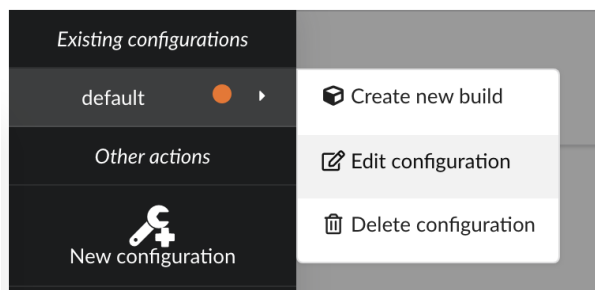 Existing configurations
default
Create new build
Edit configuration
Delete configuration
Other actions
New configuration